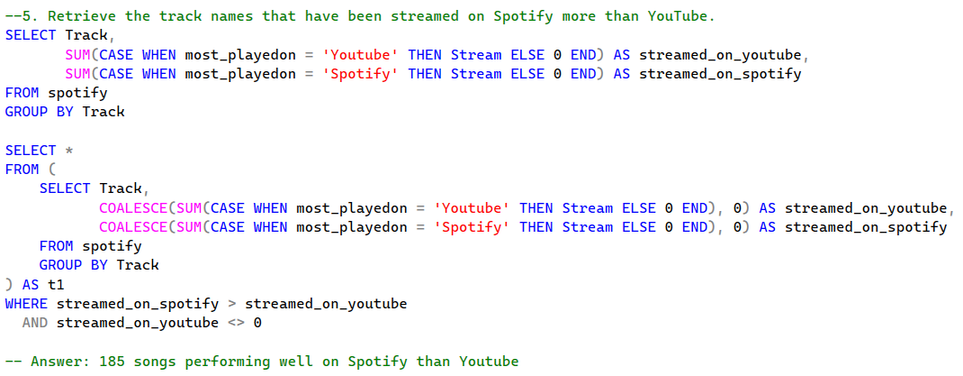 --5. Retrieve the track names that have been streamed on Spotify more than YouTube.
SELECT Track,
       SUM(CASE WHEN most_playedon = 'Youtube' THEN Stream ELSE 0 END) AS streamed_on_youtube,
       SUM(CASE WHEN most_playedon = 'Spotify' THEN Stream ELSE 0 END) AS streamed_on_spotify
FROM spotify
GROUP BY Track

SELECT *
FROM (
    SELECT Track,
           COALESCE(SUM(CASE WHEN most_playedon = 'Youtube' THEN Stream ELSE 0 END), 0) AS streamed_on_youtube,
           COALESCE(SUM(CASE WHEN most_playedon = 'Spotify' THEN Stream ELSE 0 END), 0) AS streamed_on_spotify
    FROM spotify
    GROUP BY Track
) AS t1
WHERE streamed_on_spotify > streamed_on_youtube
  AND streamed_on_youtube <> 0

-- Answer: 185 songs performing well on Spotify than Youtube